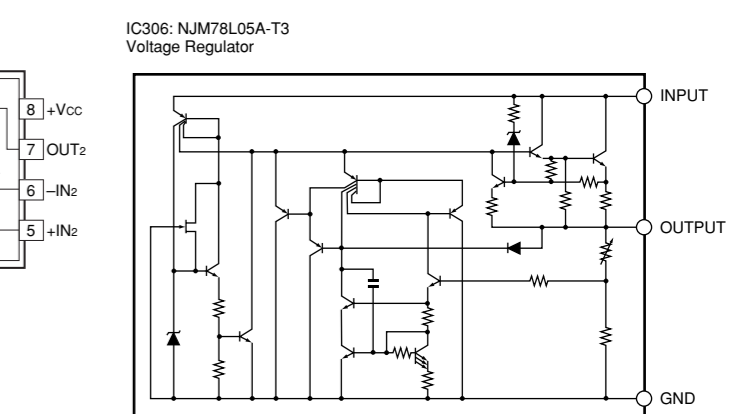 IC306: NJM78L05A-T3
Voltage Regulator
8 +Vcc
7 OUT2
6 –IN2
5 +IN2
INPUT
OUTPUT
GND